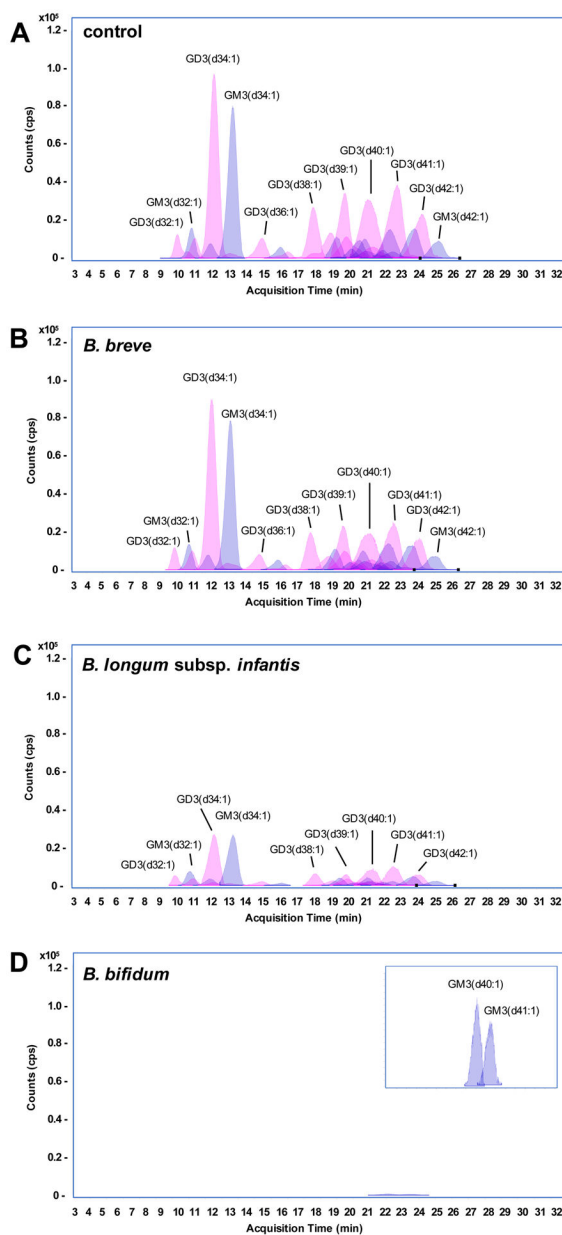 A
x10⁵
control
1.2 -
GD3(d34:1)
1.0 -
GM3(d34:1)
0.8 -
Counts (cps)
0.6 -
GD3(d40:1)
GD3(d39:1)
GD3(d41:1)
0.4 -
GD3(d38:1)
GD3(d42:1)
GM3(d32:1)
GD3(d36:1)
GM3(d42:1)
GD3(d32:1)
0.2 -
0 -
3 4 5 6 7 8 9 10 11 12 13 14 15 16 17 18 19 20 21 22 23 24 25 26 27 28 29 30 31 32
Acquisition Time (min)
B
x10⁵
B. breve
1.2 -
GD3(d34:1)
1.0 -
GM3(d34:1)
0.8 -
Counts (cps)
0.6 -
GD3(d40:1)
GD3(d39:1)
GD3(d41:1)
0.4 -
GD3(d38:1)
GD3(d42:1)
GM3(d32:1)
GD3(d36:1)
GM3(d42:1)
GD3(d32:1)
0.2 -
0 -
3 4 5 6 7 8 9 10 11 12 13 14 15 16 17 18 19 20 21 22 23 24 25 26 27 28 29 30 31 32
Acquisition Time (min)
C
x10⁵
B. longum subsp. infantis
1.2 -
1.0 -
0.8 -
Counts (cps)
0.6 -
GD3(d34:1)
0.4 -
GM3(d34:1)
GD3(d40:1)
GD3(d39:1)
GD3(d41:1)
GM3(d32:1)
GD3(d38:1)
GD3(d42:1)
0.2 -
GD3(d32:1)
0 -
3 4 5 6 7 8 9 10 11 12 13 14 15 16 17 18 19 20 21 22 23 24 25 26 27 28 29 30 31 32
Acquisition Time (min)
D
x10⁵
B. bifidum
1.2 -
GM3(d40:1)
1.0 -
GM3(d41:1)
0.8 -
Counts (cps)
0.6 -
0.4 -
0.2 -
0 -
3 4 5 6 7 8 9 10 11 12 13 14 15 16 17 18 19 20 21 22 23 24 25 26 27 28 29 30 31 32
Acquisition Time (min)